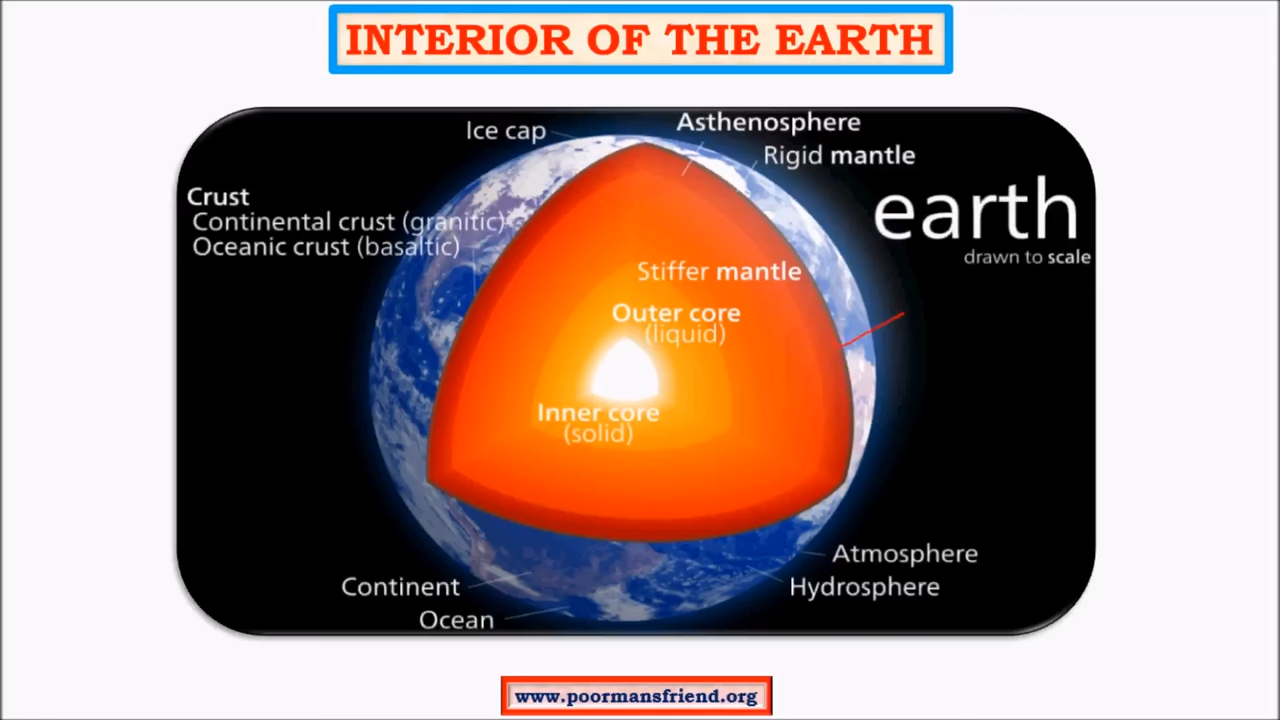 INTERIOR OF THE EARTH
Ice cap
Asthenosphere
Rigid mantle
Crust
Continental crust (granitic)
Oceanic crust (basaltic)
earth
drawn to scale
Stiffer mantle
Outer core
(liquid)
Inner core
(solid)
Atmosphere
Continent
Hydrosphere
Ocean
www.poormansfriend.org